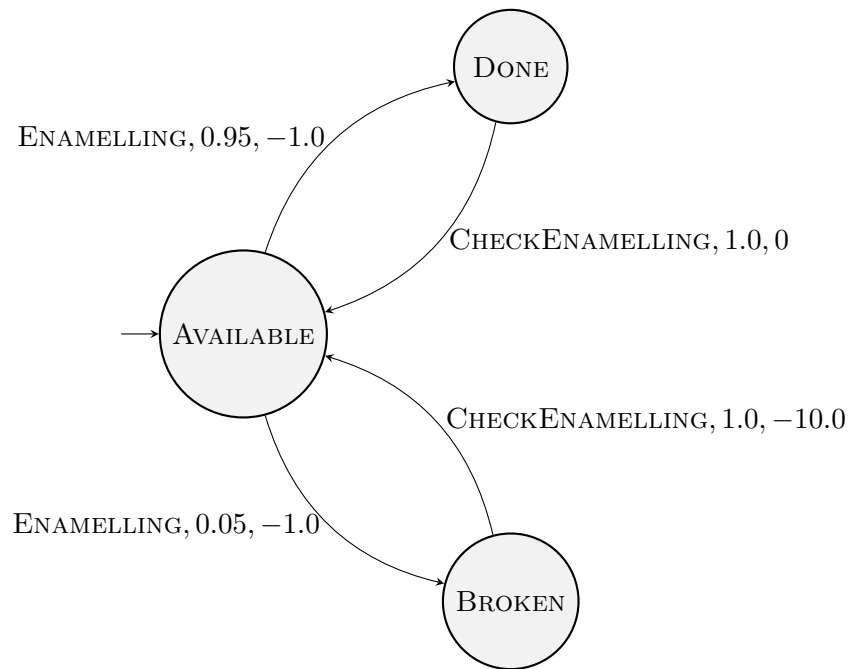 DONE
ENAMELLING, 0.95, −1.0
CHECKENAMELLING, 1.0, 0
AVAILABLE
CHECKENAMELLING, 1.0, −10.0
ENAMELLING, 0.05, −1.0
BROKEN